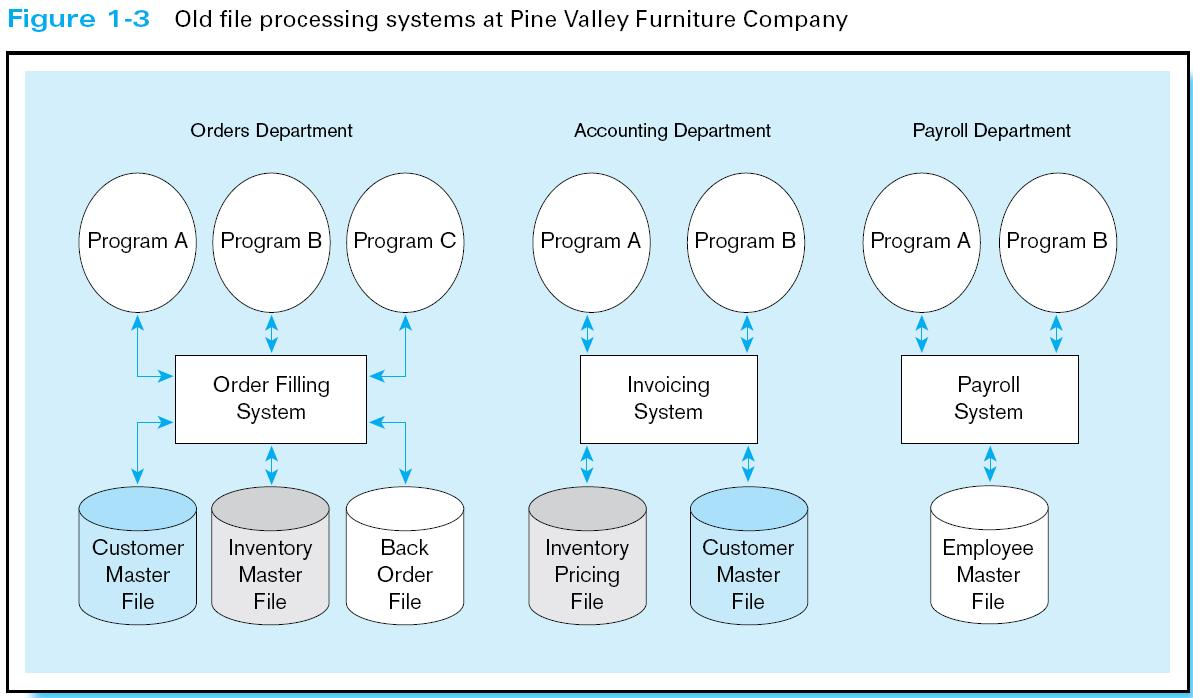 Figure 1-3 Old file processing systems at Pine Valley Furniture Company
Orders Department
Accounting Department
Payroll Department
Program A
Program B
Program C
Program A
Program B
Program A
Program B
Order Filling
System
Invoicing
System
Payroll
System
Customer
Master
File
Inventory
Master
File
Back
Order
File
Inventory
Pricing
File
Customer
Master
File
Employee
Master
File